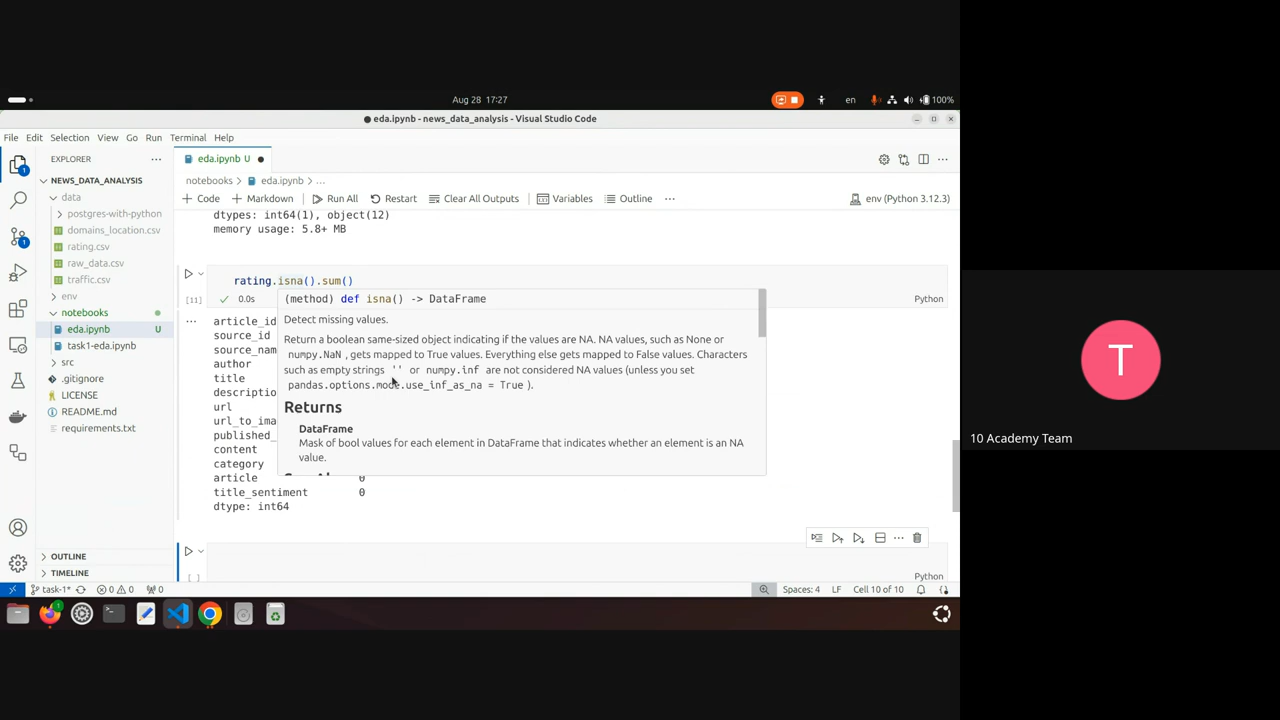 Aug 28 17:27
en
100%
eda.ipynb - news_data_analysis - Visual Studio Code
File Edit Selection View Go Run Terminal Help
EXPLORER
eda.ipynb U
NEWS_DATA_ANALYSIS
notebooks > eda.ipynb > ...
data
+ Code + Markdown Run All Restart Clear All Outputs Variables Outline ... env (Python 3.12.3)
postgres-with-python
domains_location.csv
rating.csv
raw_data.csv
traffic.csv
env
notebooks
eda.ipynb U
task1-eda.ipynb
src
.gitignore
LICENSE
README.md
requirements.txt
OUTLINE
TIMELINE
1
2
dtypes: int64(1), object(12)
memory usage: 5.8+ MB
rating.isna().sum()
[11] 0.0s Python
(method) def isna() -> DataFrame
Detect missing values.
Return a boolean same-sized object indicating if the values are NA. NA values, such as None or
numpy.NaN , gets mapped to True values. Everything else gets mapped to False values. Characters
such as empty strings '' or numpy.inf are not considered NA values (unless you set
pandas.options.mode.use_inf_as_na = True ).
Returns
DataFrame
Mask of bool values for each element in DataFrame that indicates whether an element is an NA
value.
article_id
source_id
source_name
author
title
url
content
category
article 0
title_sentiment 0
dtype: int64
[ ] Python
task-1* 0 0 0 Spaces: 4 LF Cell 10 of 10
1
T
10 Academy Team